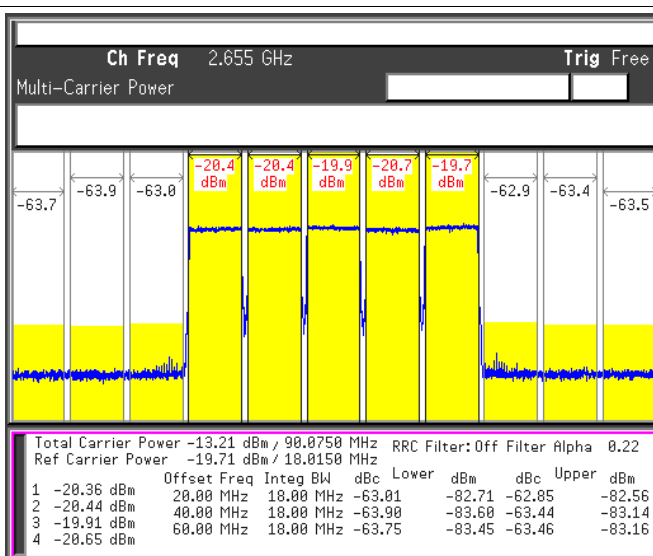 Ch Freq 2.655 GHz Trig Free
Multi-Carrier Power
-20.4 dBm
-20.4 dBm
-19.9 dBm
-20.7 dBm
-19.7 dBm
-63.7
-63.9
-63.0
-62.9
-63.4
-63.5
Total Carrier Power -13.21 dBm/ 90.0750 MHz RRC Filter: Off Filter Alpha 0.22
Ref Carrier Power -19.71 dBm/ 18.0150 MHz
Offset Freq Integ BW dBc Lower dBm dBc Upper dBm
1 -20.36 dBm 20.00 MHz 18.00 MHz -63.01 -82.71 -62.85 -82.56
2 -20.44 dBm 40.00 MHz 18.00 MHz -63.90 -83.60 -63.44 -83.14
3 -19.91 dBm 60.00 MHz 18.00 MHz -63.75 -83.45 -63.46 -83.16
4 -20.65 dBm